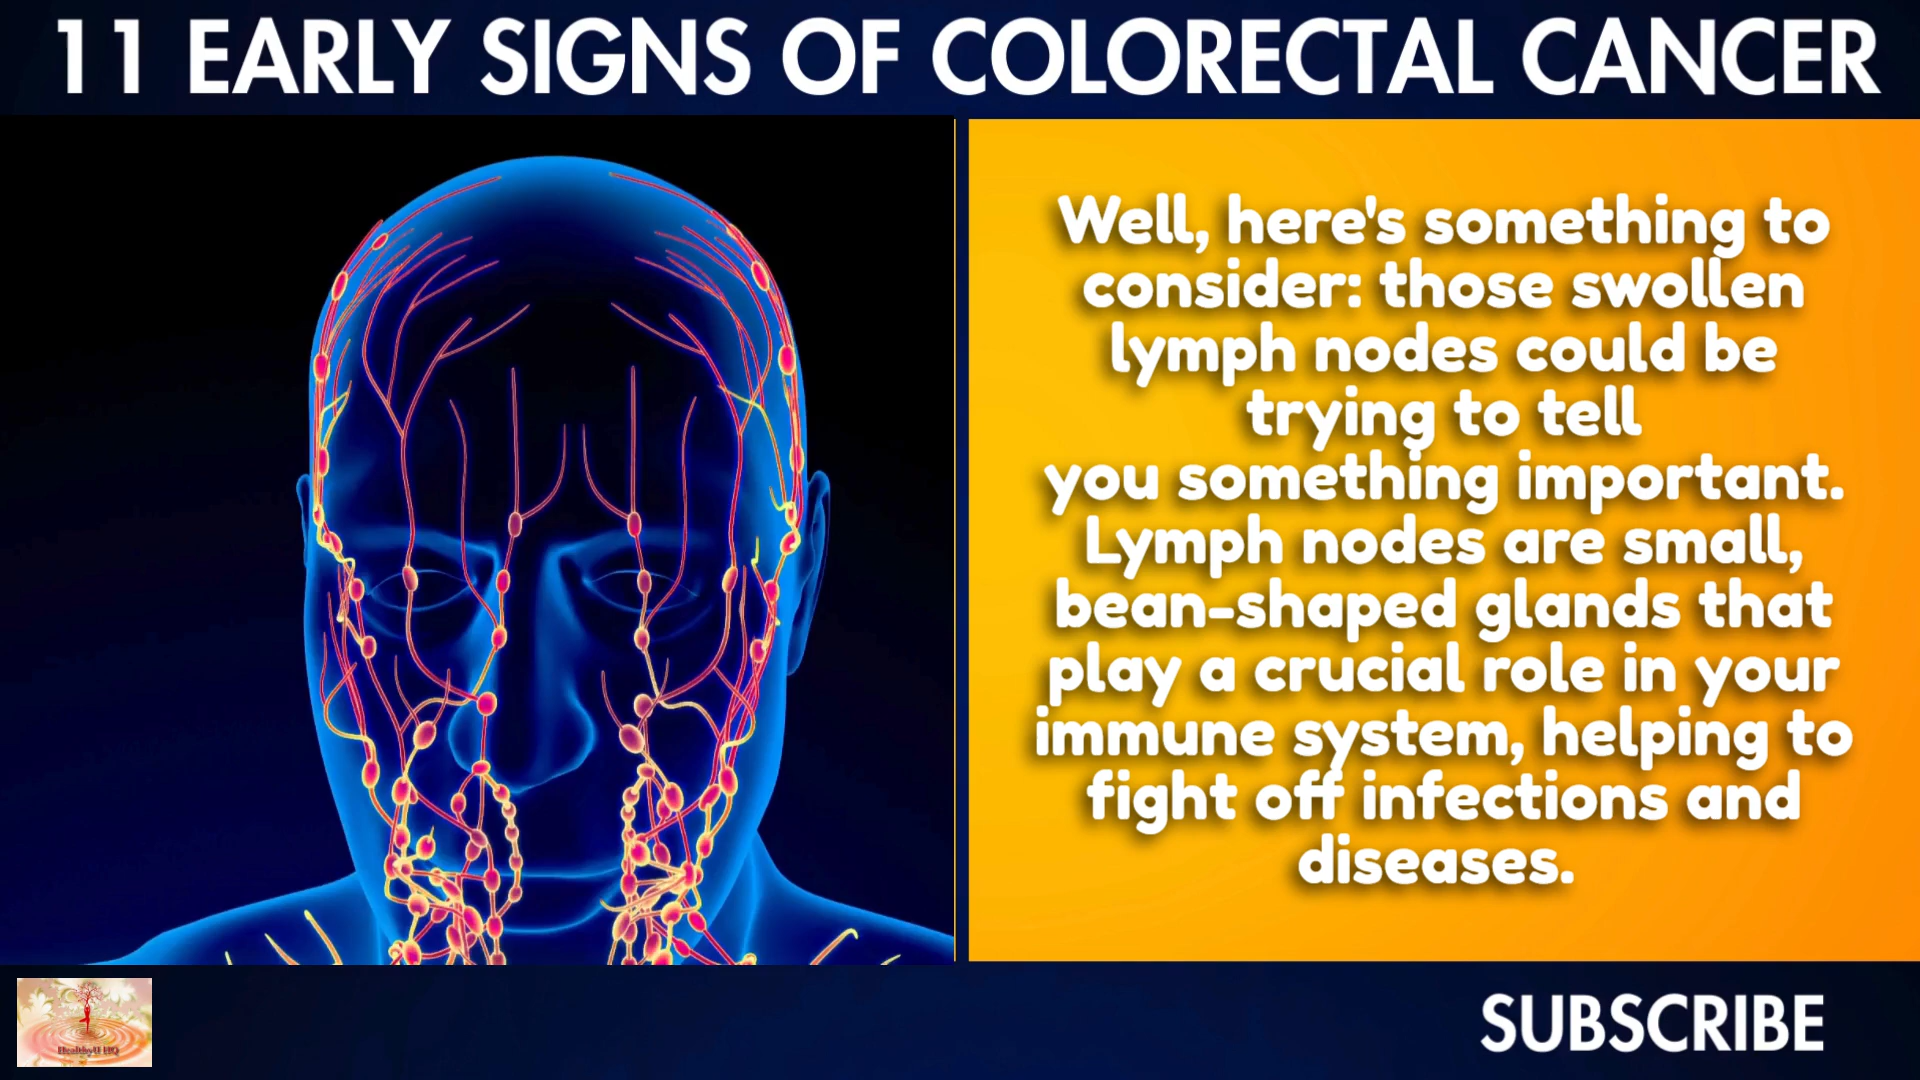 11 EARLY SIGNS OF COLORECTAL CANCER
Well, here's something to
consider: those swollen
lymph nodes could be
trying to tell
you something important.
Lymph nodes are small,
bean-shaped glands that
play a crucial role in your
immune system, helping to
fight off infections and
diseases.
HealthyU HQ
SUBSCRIBE